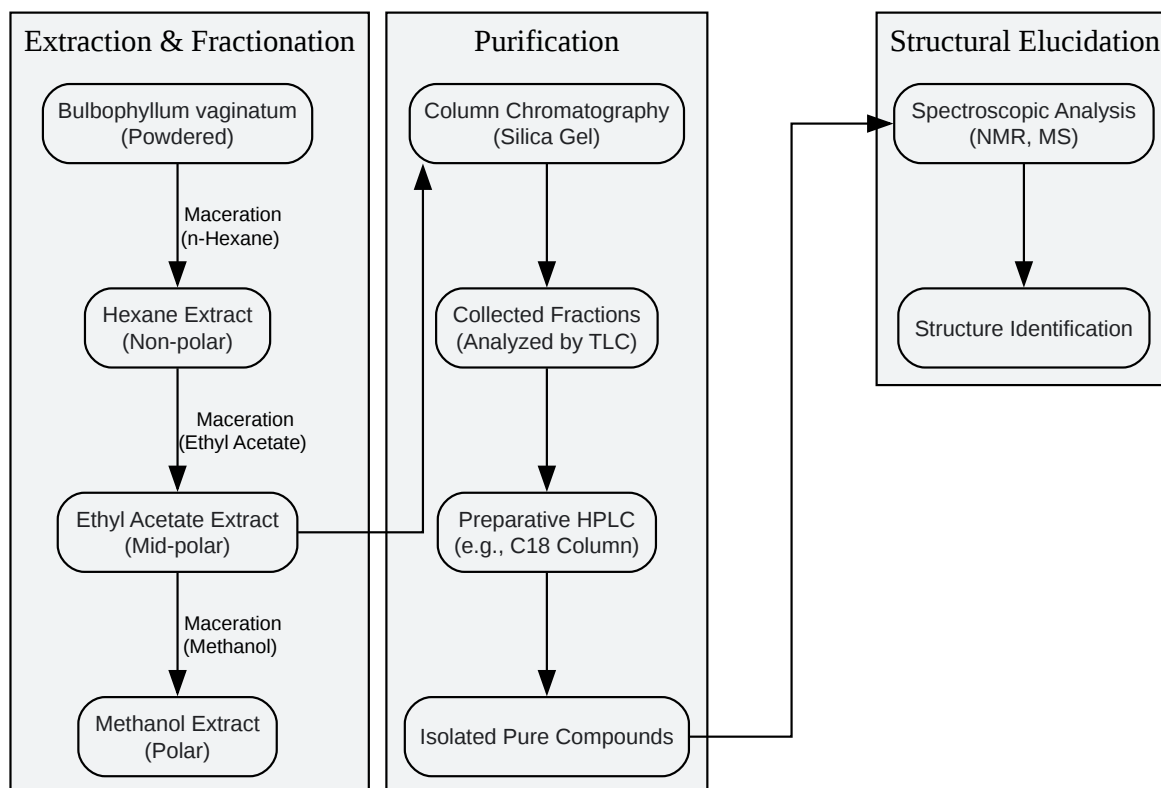 Extraction & Fractionation
Bulbophyllum vaginatum
(Powdered)
Maceration
(n-Hexane)
Hexane Extract
(Non-polar)
Maceration
(Ethyl Acetate)
Ethyl Acetate Extract
(Mid-polar)
Maceration
(Methanol)
Methanol Extract
(Polar)
Purification
Column Chromatography
(Silica Gel)
Collected Fractions
(Analyzed by TLC)
Preparative HPLC
(e.g., C18 Column)
Isolated Pure Compounds
Structural Elucidation
Spectroscopic Analysis
(NMR, MS)
Structure Identification